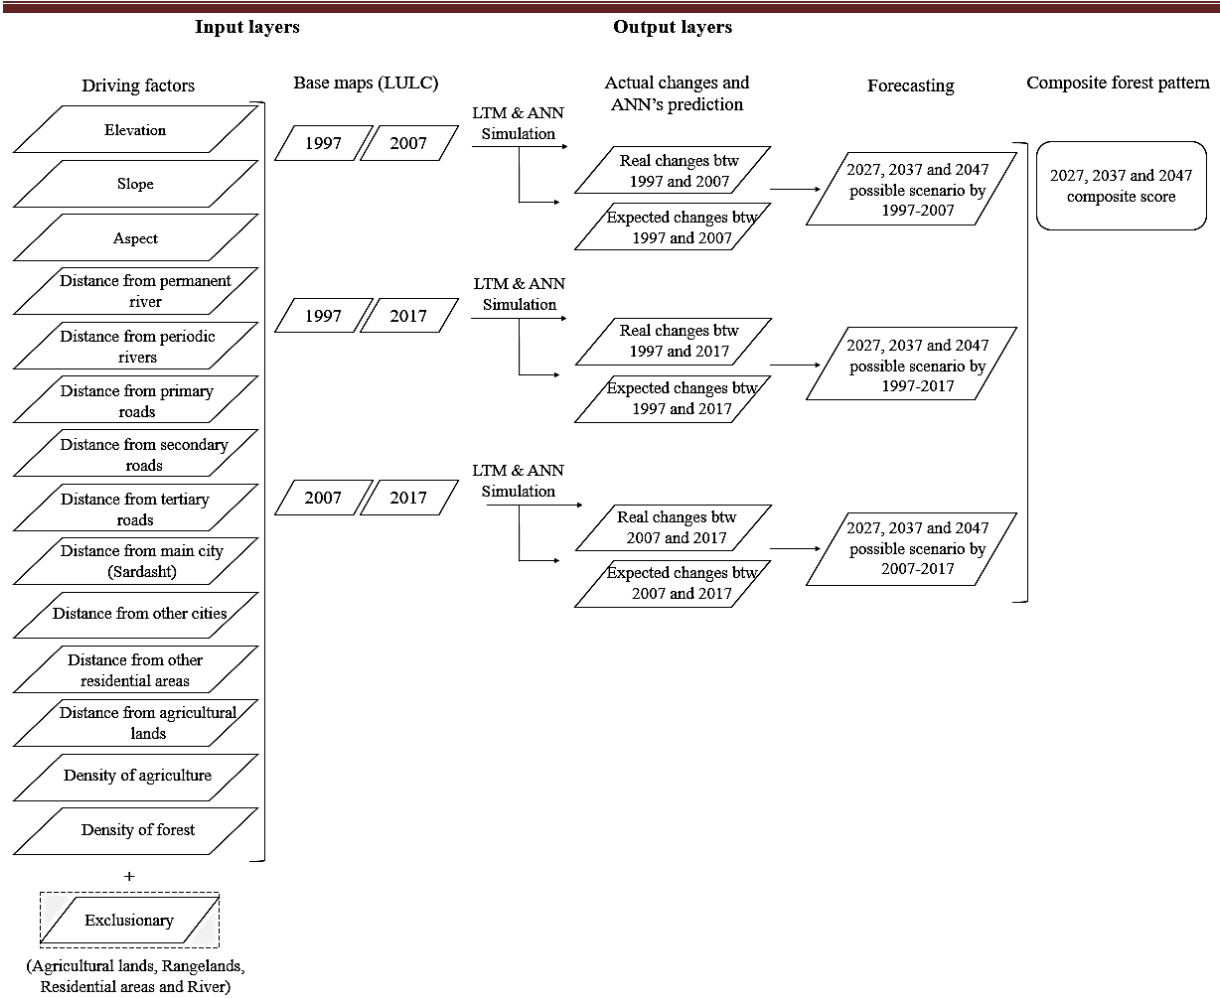 Input layers
Output layers
Driving factors
Base maps (LULC)
Actual changes and
ANN's prediction
Forecasting
Composite forest pattern
Elevation
Slope
Aspect
Distance from permanent
river
Distance from periodic
rivers
Distance from primary
roads
Distance from secondary
roads
Distance from tertiary
roads
Distance from main city
(Sardasht)
Distance from other cities
Distance from other
residential areas
Distance from agricultural
lands
Density of agriculture
Density of forest
+
Exclusionary
(Agricultural lands, Rangelands,
Residential areas and River)
1997
2007
LTM & ANN
Simulation
Real changes btw
1997 and 2007
Expected changes btw
1997 and 2007
2027, 2037 and 2047
possible scenario by
1997-2007
1997
2017
LTM & ANN
Simulation
Real changes btw
1997 and 2017
Expected changes btw
1997 and 2017
2027, 2037 and 2047
possible scenario by
1997-2017
2007
2017
LTM & ANN
Simulation
Real changes btw
2007 and 2017
Expected changes btw
2007 and 2017
2027, 2037 and 2047
possible scenario by
2007-2017
2027, 2037 and 2047
composite score